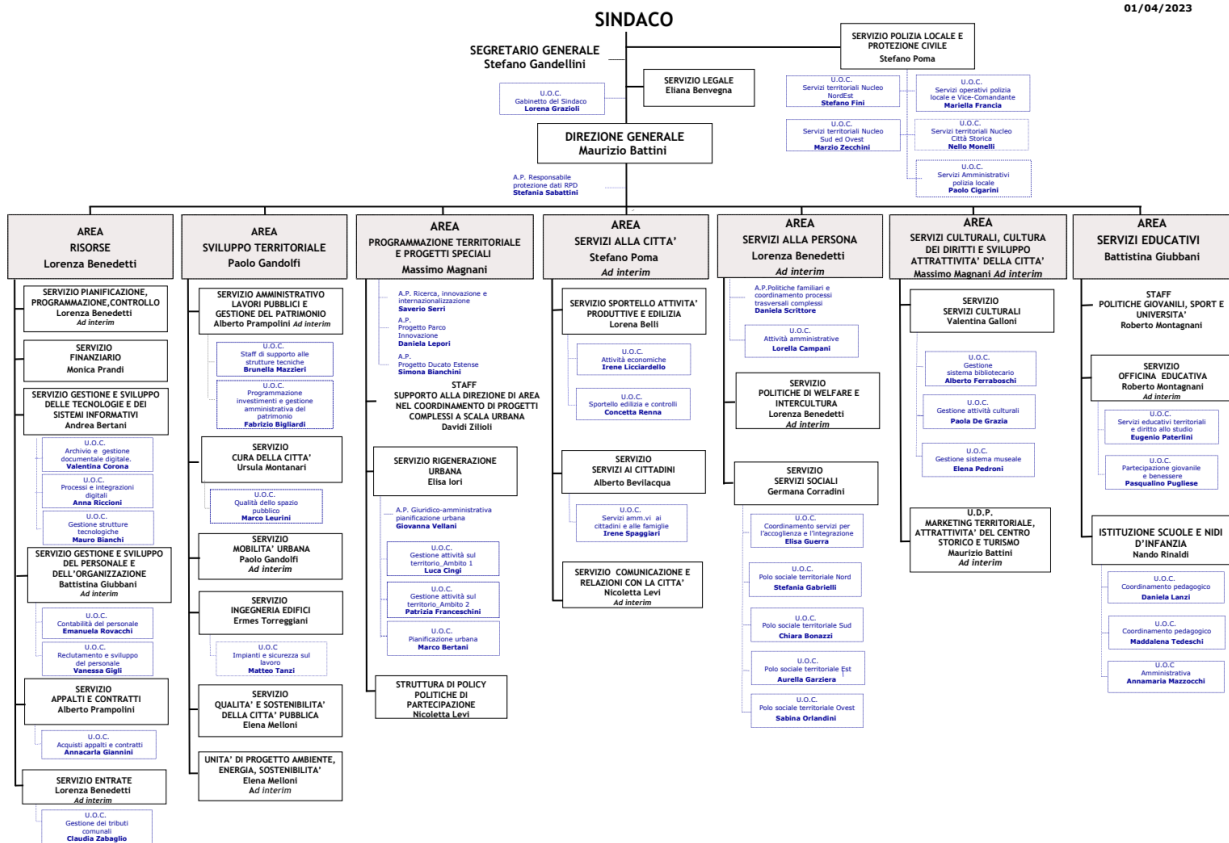 01/04/2023
SINDACO
SEGRETARIO GENERALE
Stefano Gandellini
SERVIZIO POLIZIA LOCALE E
PROTEZIONE CIVILE
Stefano Poma
SERVIZIO LEGALE
Eliana Benvegna
U.O.C.
Gabinetto del Sindaco
Lorena Grazioli
U.O.C.
Servizi territoriali Nucleo
NordEst
Stefano Fini
U.O.C.
Servizi operativi polizia
locale e Vice-Comandante
Mariella Francia
DIREZIONE GENERALE
Maurizio Battini
U.O.C.
Servizi territoriali Nucleo
Sud ed Ovest
Marzio Zecchini
U.O.C.
Servizi territoriali Nucleo
Città Storica
Nello Monelli
A.P. Responsabile
protezione dati RPD
Stefania Sabattini
U.O.C.
Servizi Amministrativi
polizia locale
Paolo Cigarini
AREA
RISORSE
Lorenza Benedetti
SERVIZIO PIANIFICAZIONE,
PROGRAMMAZIONE,CONTROLLO
Lorenza Benedetti
Ad interim
SERVIZIO
FINANZIARIO
Monica Prandi
SERVIZIO GESTIONE E SVILUPPO
DELLE TECNOLOGIE E DEI
SISTEMI INFORMATIVI
Andrea Bertani
U.O.C.
Archivio e gestione
documentale digitale.
Valentina Corona
U.O.C.
Processi e integrazioni
digitali
Anna Riccioni
U.O.C.
Gestione strutture
tecnologiche
Mauro Bianchi
SERVIZIO GESTIONE E SVILUPPO
DEL PERSONALE E
DELL'ORGANIZZAZIONE
Battistina Giubbani
Ad interim
U.O.C.
Contabilità del personale
Emanuela Rovacchi
U.O.C.
Reclutamento e sviluppo
del personale
Vanessa Gigli
SERVIZIO
APPALTI E CONTRATTI
Alberto Prampolini
U.O.C.
Acquisti appalti e contratti
Annacarla Giannini
SERVIZIO ENTRATE
Lorenza Benedetti
Ad interim
U.O.C.
Gestione dei tributi
comunali
Claudia Zabaglio
AREA
SVILUPPO TERRITORIALE
Paolo Gandolfi
SERVIZIO AMMINISTRATIVO
LAVORI PUBBLICI E
GESTIONE DEL PATRIMONIO
Alberto Prampolini Ad interim
U.O.C.
Staff di supporto alle
strutture tecniche
Brunella Mazzieri
U.O.C.
Programmazione
investimenti e gestione
amministrativa del
patrimonio
Fabrizio Bigliardi
SERVIZIO
CURA DELLA CITTA'
Ursula Montanari
U.O.C.
Qualità dello spazio
pubblico
Marco Leurini
SERVIZIO
MOBILITA' URBANA
Paolo Gandolfi
Ad interim
SERVIZIO
INGEGNERIA EDIFICI
Ermes Torreggiani
U.O.C
Impianti e sicurezza sul
lavoro
Matteo Tanzi
SERVIZIO
QUALITA' E SOSTENIBILITA'
DELLA CITTA' PUBBLICA
Elena Melloni
UNITA' DI PROGETTO AMBIENTE,
ENERGIA, SOSTENIBILITA'
Elena Melloni
Ad interim
AREA
PROGRAMMAZIONE TERRITORIALE
E PROGETTI SPECIALI
Massimo Magnani
A.P. Ricerca, innovazione e
internazionalizzazione
Saverio Serri
A.P.
Progetto Parco
Innovazione
Daniela Lepori
A.P.
Progetto Ducato Estense
Simona Bianchini
STAFF
SUPPORTO ALLA DIREZIONE DI AREA
NEL COORDINAMENTO DI PROGETTI
COMPLESSI A SCALA URBANA
Davidi Zilioli
SERVIZIO RIGENERAZIONE
URBANA
Elisa Iori
A.P. Giuridico-amministrativa
pianificazione urbana
Giovanna Vellani
U.O.C.
Gestione attività sul
territorio_Ambito 1
Luca Cingi
U.O.C.
Gestione attività sul
territorio_Ambito 2
Patrizia Franceschini
U.O.C.
Pianificazione urbana
Marco Bertani
STRUTTURA DI POLICY
POLITICHE DI
PARTECIPAZIONE
Nicoletta Levi
AREA
SERVIZI ALLA CITTA'
Stefano Poma
Ad interim
SERVIZIO SPORTELLO ATTIVITA'
PRODUTTIVE E EDILIZIA
Lorena Belli
U.O.C.
Attività economiche
Irene Licciardello
U.O.C.
Sportello edilizia e controlli
Concetta Renna
SERVIZIO
SERVIZI AI CITTADINI
Alberto Bevilacqua
U.O.C.
Servizi amm.vi ai
cittadini e alle famiglie
Irene Spaggiari
SERVIZIO COMUNICAZIONE E
RELAZIONI CON LA CITTA'
Nicoletta Levi
Ad interim
AREA
SERVIZI ALLA PERSONA
Lorenza Benedetti
Ad interim
A.P.Politiche familiari e
coordinamento processi
trasversali complessi
Daniela Scrittore
U.O.C.
Attività amministrative
Lorella Campani
SERVIZIO
POLITICHE DI WELFARE E
INTERCULTURA
Lorenza Benedetti
Ad interim
SERVIZIO
SERVIZI SOCIALI
Germana Corradini
U.O.C.
Coordinamento servizi per
l'accoglienza e l'integrazione
Elisa Guerra
U.O.C.
Polo sociale territoriale Nord
Stefania Gabrielli
U.O.C.
Polo sociale territoriale Sud
Chiara Bonazzi
U.O.C.
Polo sociale territoriale Est
Aurella Garziera
U.O.C.
Polo sociale territoriale Ovest
Sabina Orlandini
AREA
SERVIZI CULTURALI, CULTURA
DEI DIRITTI E SVILUPPO
ATTRATTIVITA' DELLA CITTA'
Massimo Magnani Ad interim
SERVIZIO
SERVIZI CULTURALI
Valentina Galloni
U.O.C.
Gestione
sistema bibliotecario
Alberto Ferraboschi
U.O.C.
Gestione attività culturali
Paola De Grazia
U.O.C.
Gestione sistema museale
Elena Pedroni
U.D.P.
MARKETING TERRITORIALE,
ATTRATTIVITA' DEL CENTRO
STORICO E TURISMO
Maurizio Battini
Ad interim
AREA
SERVIZI EDUCATIVI
Battistina Giubbani
STAFF
POLITICHE GIOVANILI, SPORT E
UNIVERSITA'
Roberto Montagnani
SERVIZIO
OFFICINA EDUCATIVA
Roberto Montagnani
Ad interim
U.O.C.
Servizi educativi territoriali
e diritto allo studio
Eugenio Paterlini
U.O.C.
Partecipazione giovanile
e benessere
Pasqualino Pugliese
ISTITUZIONE SCUOLE E NIDI
D'INFANZIA
Nando Rinaldi
U.O.C.
Coordinamento pedagogico
Daniela Lanzi
U.O.C.
Coordinamento pedagogico
Maddalena Tedeschi
U.O.C
Amministrativa
Annamaria Mazzocchi